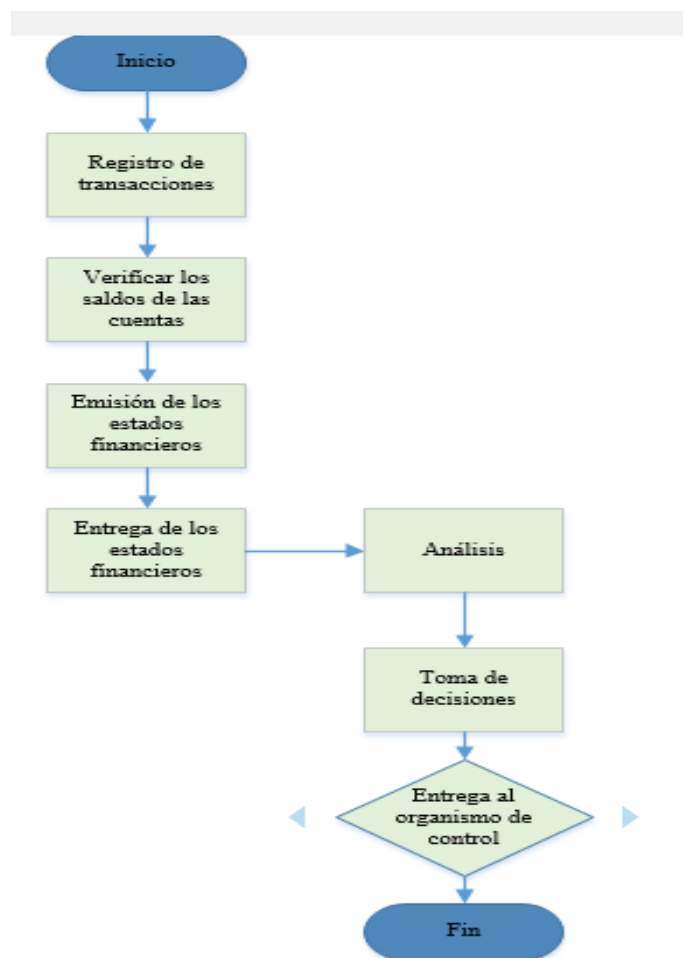 Inicio
Registro de
transacciones
Verificar los
saldos de las
cuentas
Emisión de los
estados
financieros
Entrega de los
estados
financieros
Análisis
Toma de
decisiones
Entrega al
organismo de
control
Fin